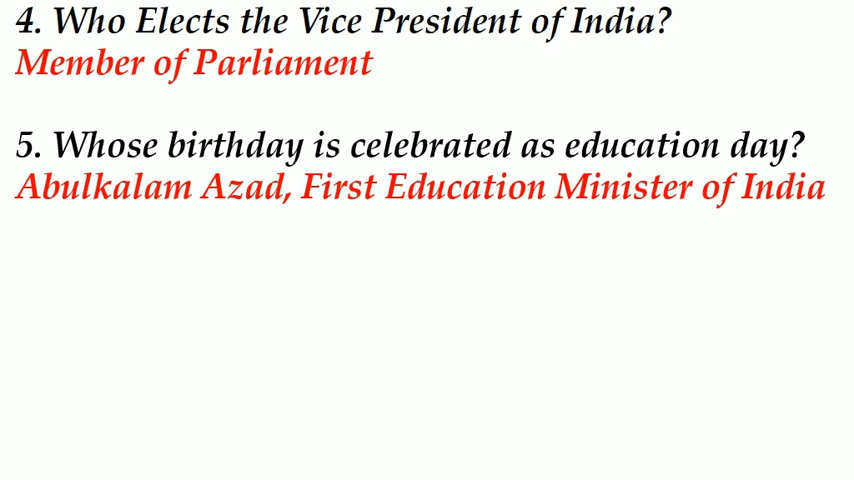 4. Who Elects the Vice President of India?
Member of Parliament
5. Whose birthday is celebrated as education day?
Abulkalam Azad, First Education Minister of India